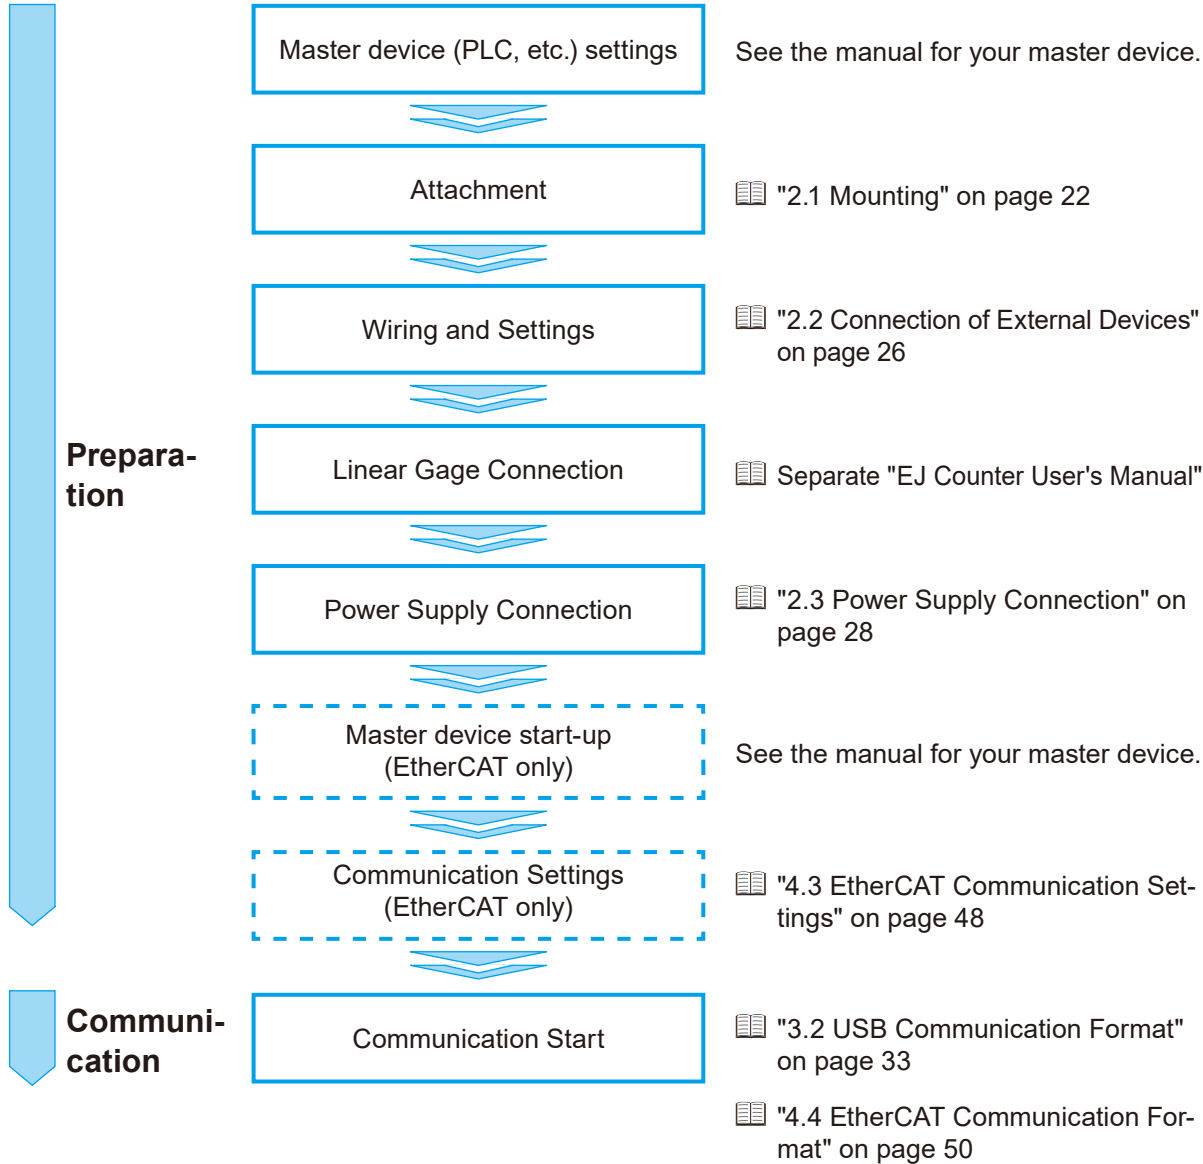 Master device (PLC, etc.) settings
See the manual for your master device.
Attachment
"2.1 Mounting" on page 22
Wiring and Settings
"2.2 Connection of External Devices"
on page 26
Prepara-
tion
Linear Gage Connection
Separate "EJ Counter User's Manual"
Power Supply Connection
"2.3 Power Supply Connection" on
page 28
Master device start-up
(EtherCAT only)
See the manual for your master device.
Communication Settings
(EtherCAT only)
"4.3 EtherCAT Communication Set-
tings" on page 48
Communi-
cation
Communication Start
"3.2 USB Communication Format"
on page 33
"4.4 EtherCAT Communication For-
mat" on page 50